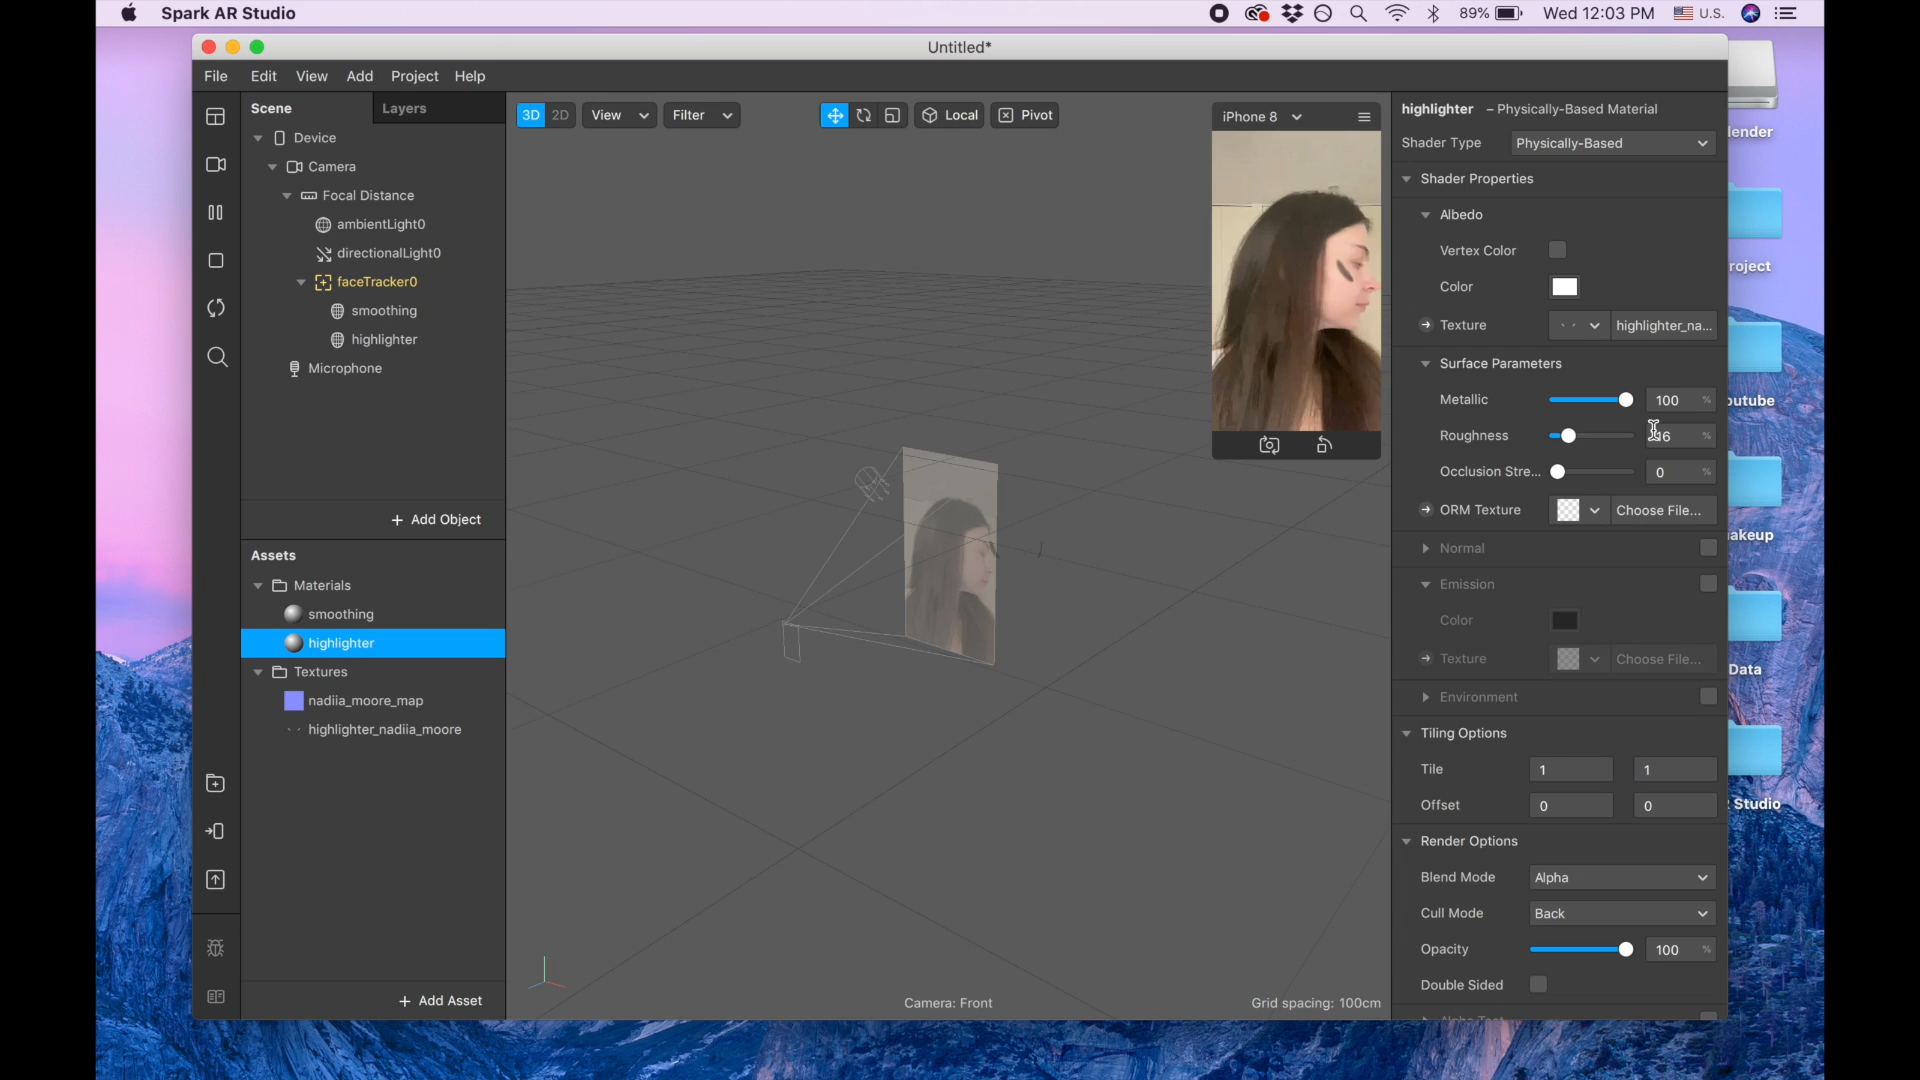 Spark AR Studio
89%
Wed 12:03 PM
U.S.
Untitled*
File Edit View Add Project Help
Scene
Layers
Device
Camera
Focal Distance
ambientLight0
directionalLight0
faceTracker0
smoothing
highlighter
Microphone
+ Add Object
Assets
Materials
smoothing
highlighter
Textures
nadiia_moore_map
highlighter_nadiia_moore
+ Add Asset
3D 2D
View
Filter
Local
Pivot
iPhone 8
Camera: Front
Grid spacing: 100cm
highlighter – Physically-Based Material
Shader Type Physically-Based
Shader Properties
Albedo
Vertex Color
Color
Texture highlighter_na...
Surface Parameters
Metallic 100 %
Roughness %
Occlusion Stre... 0 %
ORM Texture Choose File...
Normal
Emission
Color
Texture Choose File...
Environment
Tiling Options
Tile 1 1
Offset 0 0
Render Options
Blend Mode Alpha
Cull Mode Back
Opacity 100 %
Double Sided
Alpha Test
lender
roject
outube
akeup
Data
Studio